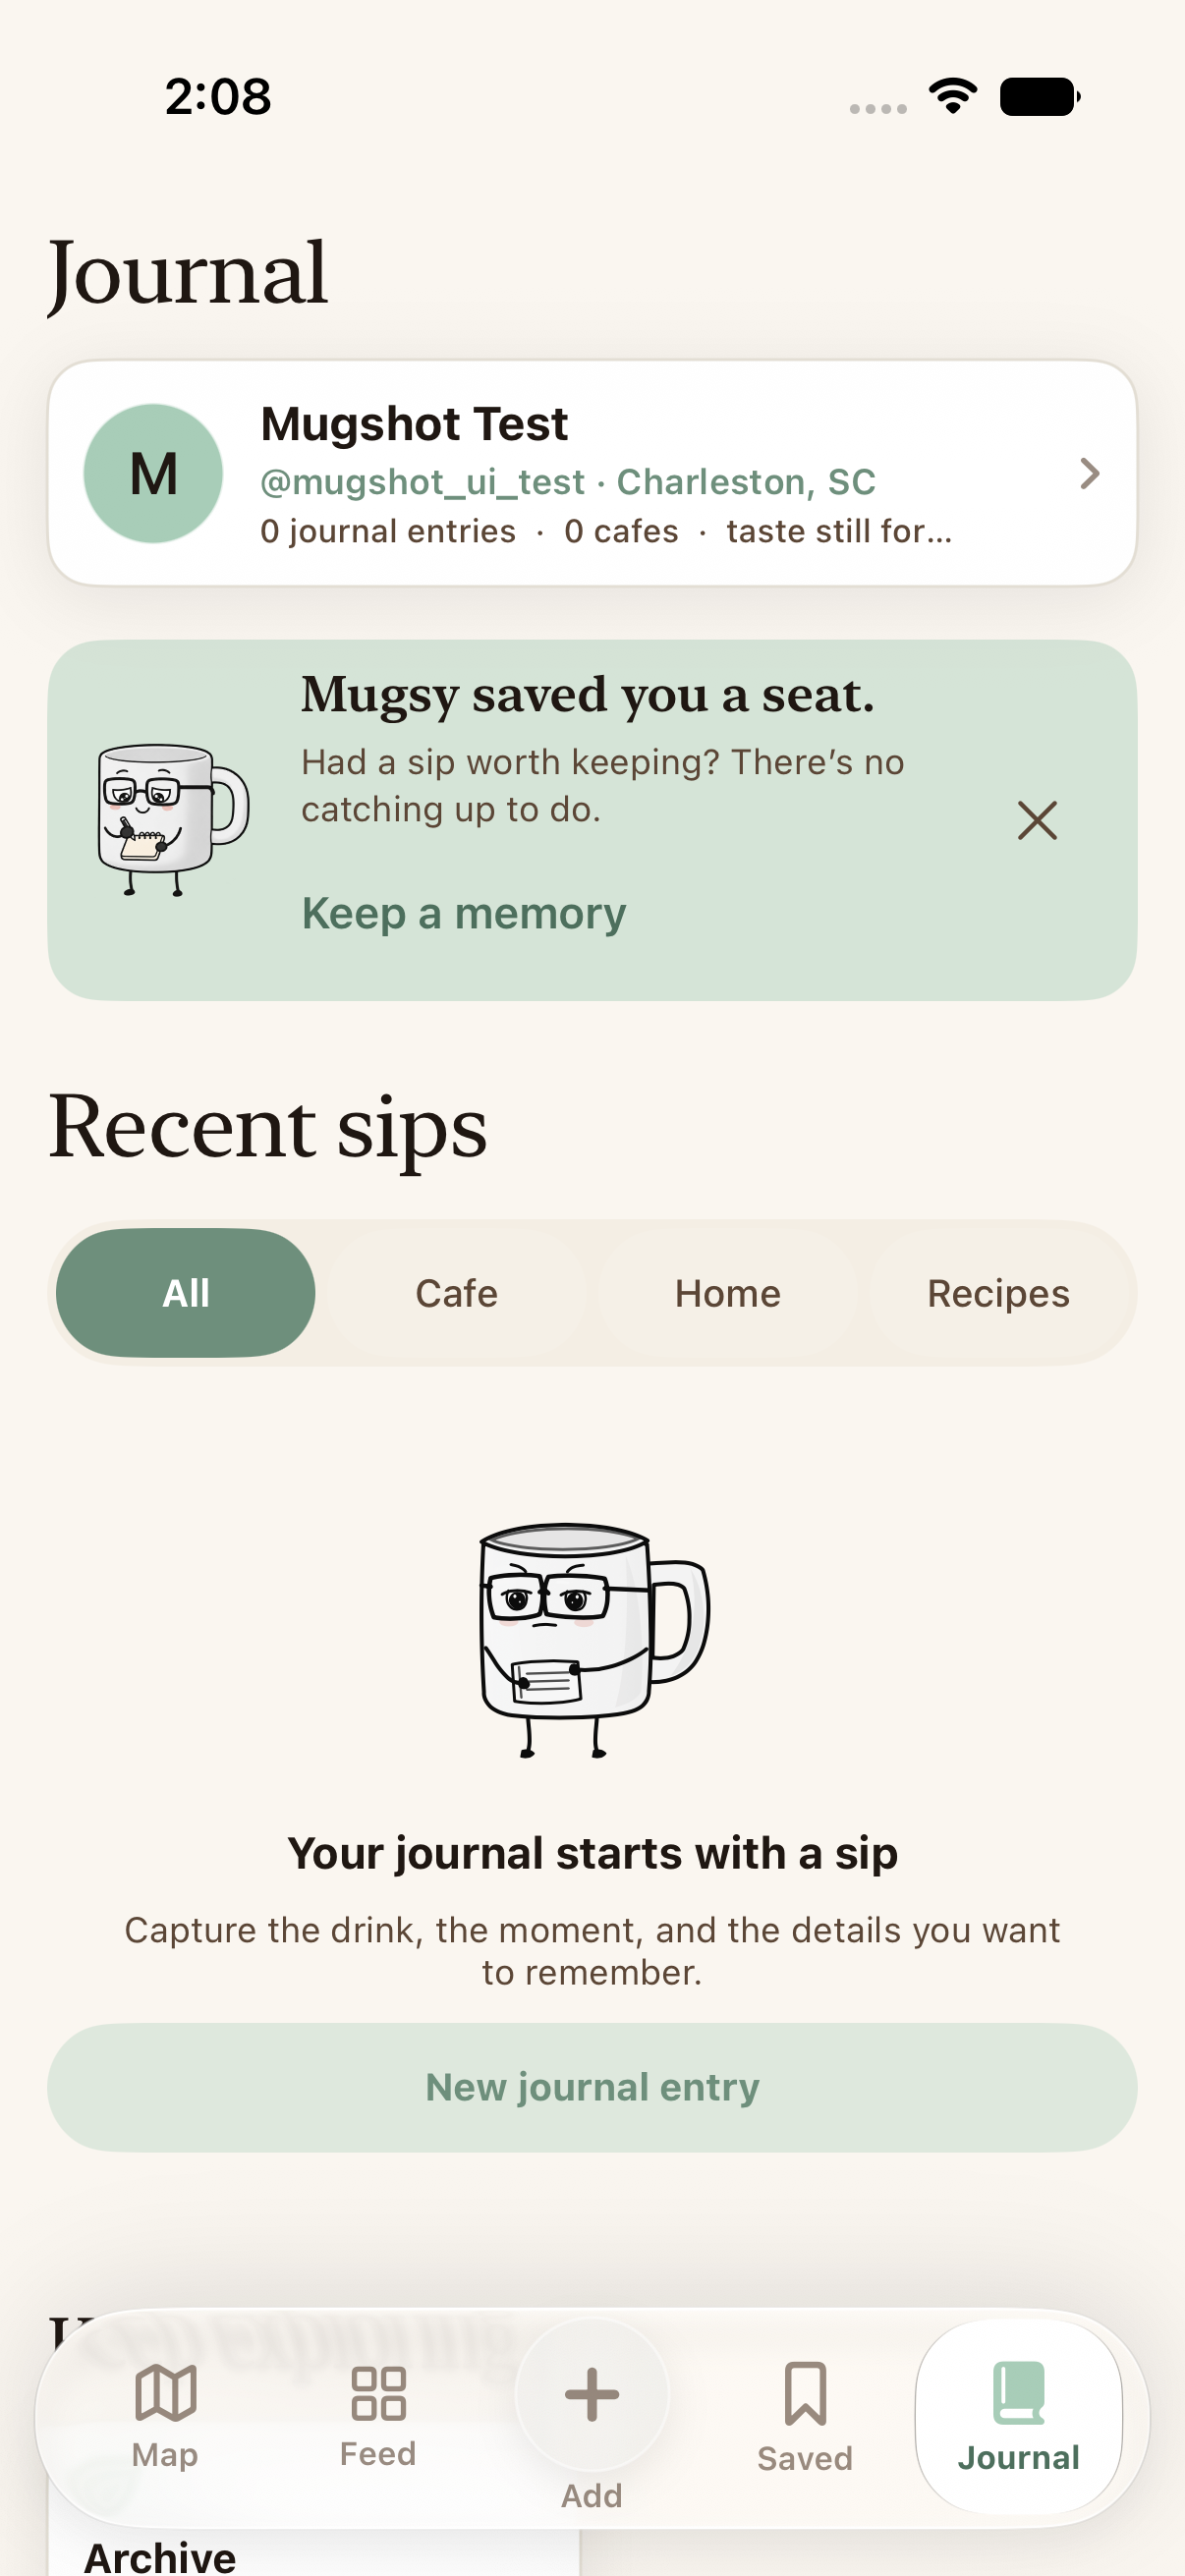 2:08
Journal
M
Mugshot Test
@mugshot_ui_test · Charleston, SC
0 journal entries · 0 cafes · taste still for…
Mugsy saved you a seat.
Had a sip worth keeping? There’s no
catching up to do.
Keep a memory
Recent sips
All
Cafe
Home
Recipes
Your journal starts with a sip
Capture the drink, the moment, and the details you want
to remember.
New journal entry
Map
Feed
Add
Saved
Journal
Archive